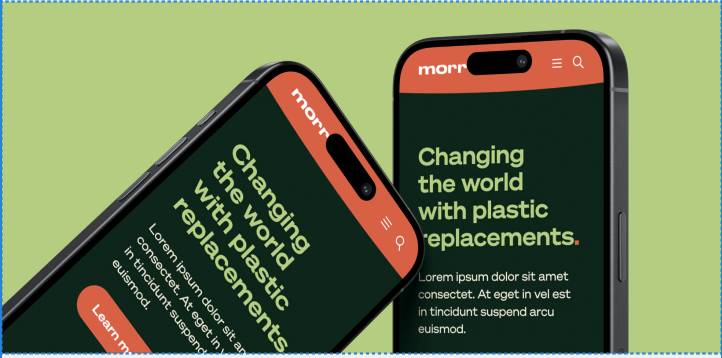 morr
Changing
the world
with plastic
replacements
Lorem ipsum dolor sit am
consectet. At eget in v
in tincidunt suspend
euismod.
Learn m
morr
Changing
the world
with plastic
replacements.
Lorem ipsum dolor sit amet
consectet. At eget in vel est
in tincidunt suspend arcu
euismod.